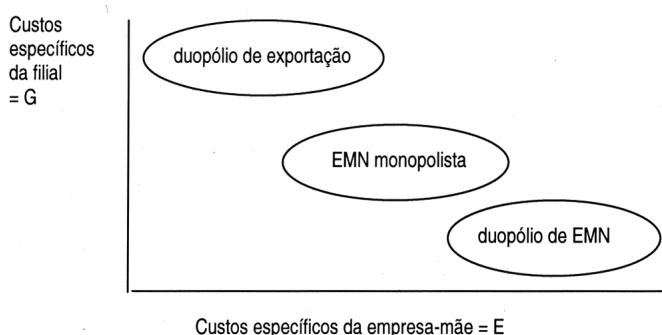 Custos
específicos
da filial
= G
duopólio de exportação
EMN monopolista
duopólio de EMN
Custos específicos da empresa-mãe = E